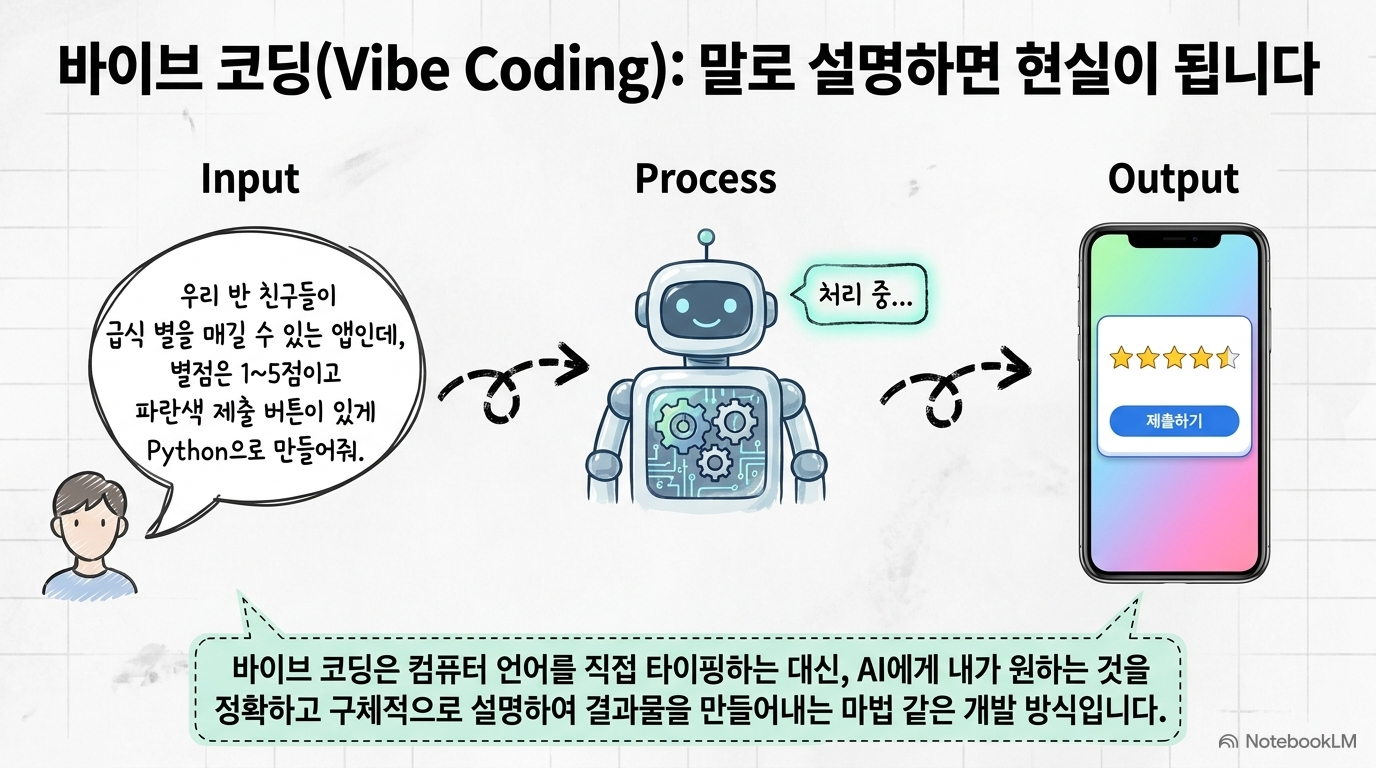 바이브 코딩(Vibe Coding): 말로 설명하면 현실이 됩니다
Input
Process
Output
우리 반 친구들이
급식 별을 매길 수 있는 앱인데,
별점은 1~5점이고
파란색 제출 버튼이 있게
Python으로 만들어줘.
처리 중...
제출하기
바이브 코딩은 컴퓨터 언어를 직접 타이핑하는 대신, AI에게 내가 원하는 것을
정확하고 구체적으로 설명하여 결과물을 만들어내는 마법 같은 개발 방식입니다.
NotebookLM